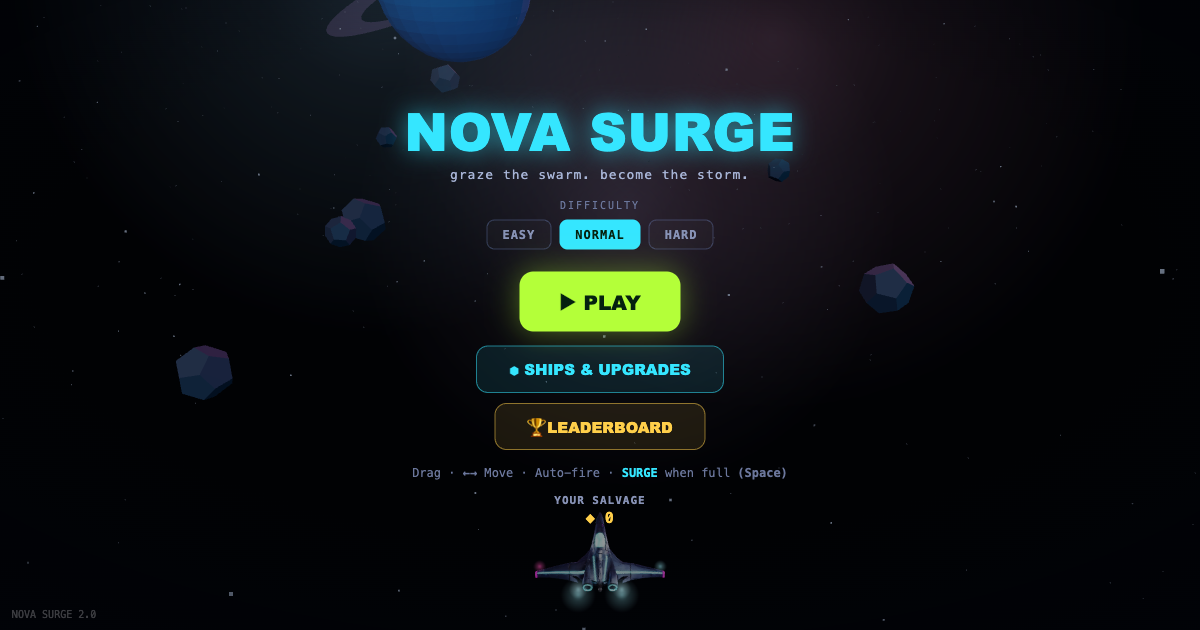 NOVA SURGE
graze the swarm. become the storm.
DIFFICULTY
EASY NORMAL HARD
▶ PLAY
⬢ SHIPS & UPGRADES
🏆LEADERBOARD
Drag · ←→ Move · Auto-fire · SURGE when full (Space)
YOUR SALVAGE
◆ 0
NOVA SURGE 2.0